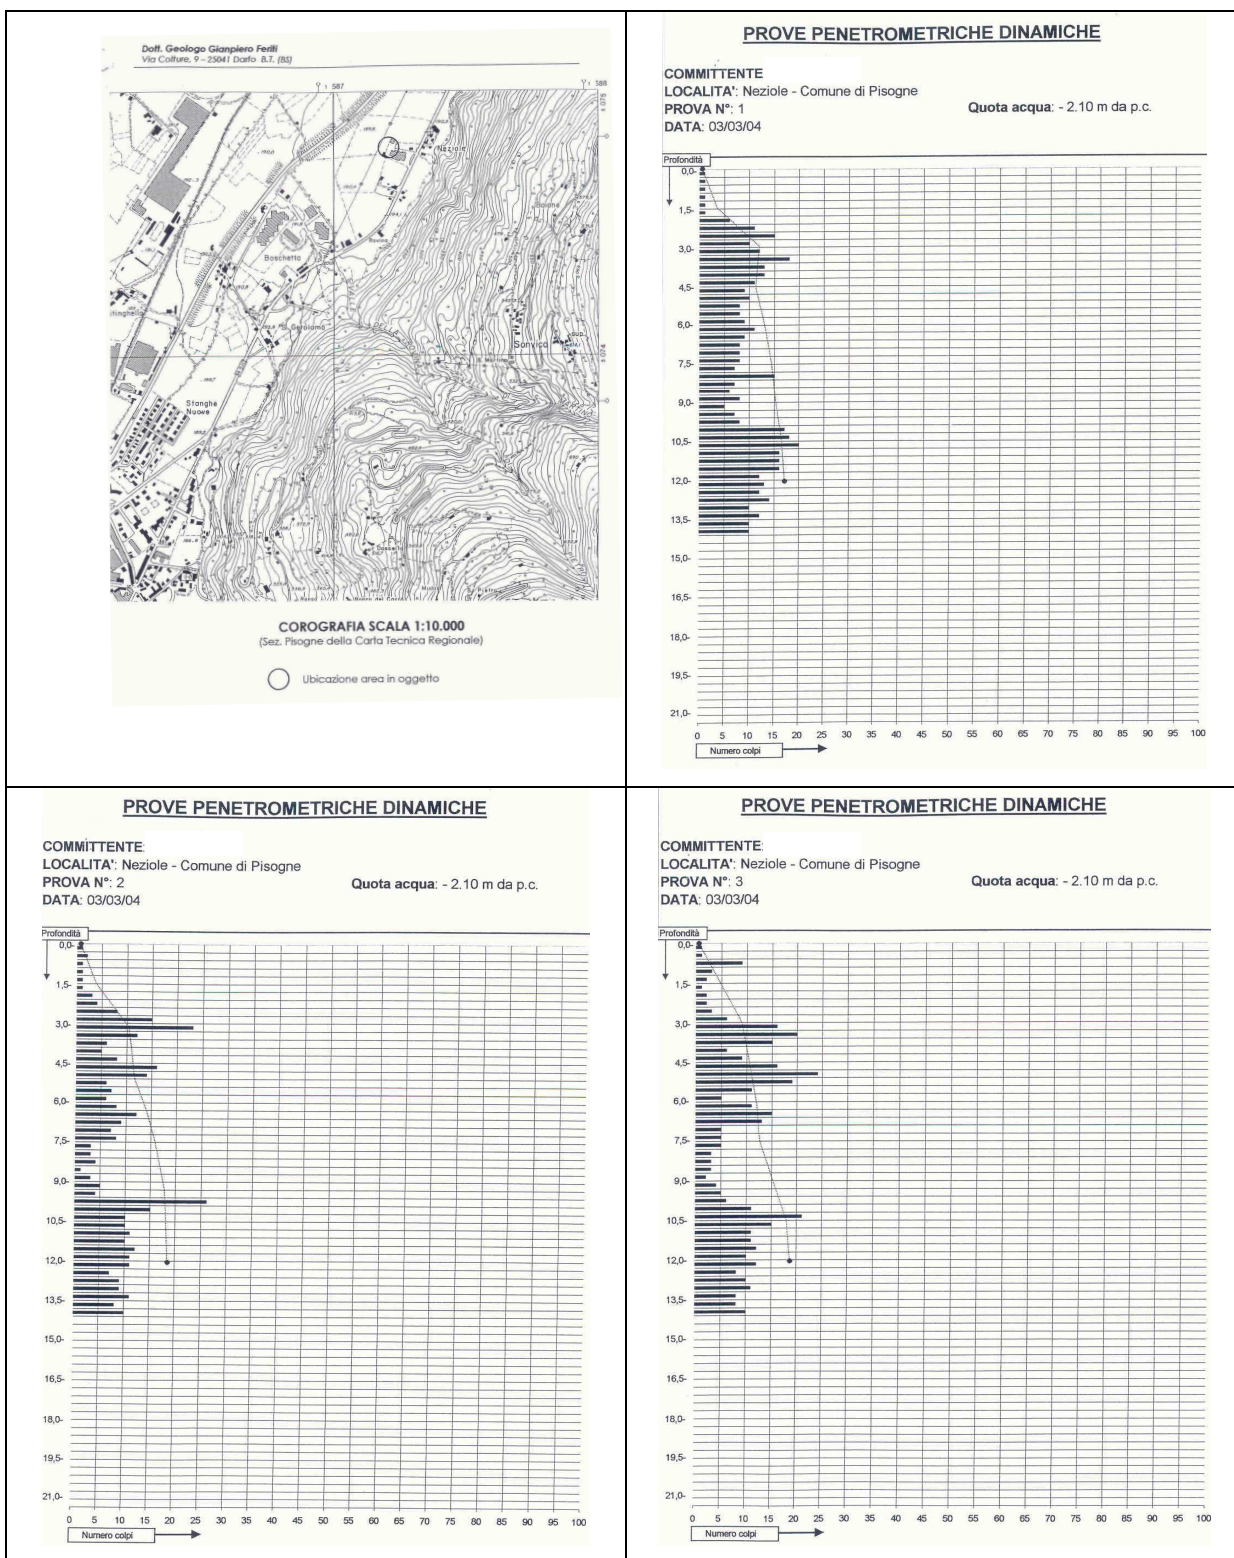 Dott. Geologo Gianpiero Feriti
Via Colture, 9 – 25041 Darfo B.T. (BS)
587
588
Neziole
Boschetto
Rovina
S. Gerolamo
Sonvico
Stanghe
Nuove
COROGRAFIA SCALA 1:10.000
(Sez. Pisogne della Carta Tecnica Regionale)
Ubicazione area in oggetto
PROVE PENETROMETRICHE DINAMICHE
COMMITTENTE
LOCALITA': Neziole - Comune di Pisogne
PROVA N°: 1
Quota acqua: - 2.10 m da p.c.
DATA: 03/03/04
Profondità
0,0-
1,5-
3,0-
4,5-
6,0-
7,5-
9,0-
10,5-
12,0-
13,5-
15,0-
16,5-
18,0-
19,5-
21,0-
0 5 10 15 20 25 30 35 40 45 50 55 60 65 70 75 80 85 90 95 100
Numero colpi
PROVE PENETROMETRICHE DINAMICHE
COMMITTENTE:
LOCALITA': Neziole - Comune di Pisogne
PROVA N°: 2
Quota acqua: - 2.10 m da p.c.
DATA: 03/03/04
Profondità
0,0-
1,5-
3,0-
4,5-
6,0-
7,5-
9,0-
10,5-
12,0-
13,5-
15,0-
16,5-
18,0-
19,5-
21,0-
0 5 10 15 20 25 30 35 40 45 50 55 60 65 70 75 80 85 90 95 100
Numero colpi
PROVE PENETROMETRICHE DINAMICHE
COMMITTENTE:
LOCALITA': Neziole - Comune di Pisogne
PROVA N°: 3
Quota acqua: - 2.10 m da p.c.
DATA: 03/03/04
Profondità
0,0-
1,5-
3,0-
4,5-
6,0-
7,5-
9,0-
10,5-
12,0-
13,5-
15,0-
16,5-
18,0-
19,5-
21,0-
0 5 10 15 20 25 30 35 40 45 50 55 60 65 70 75 80 85 90 95 100
Numero colpi